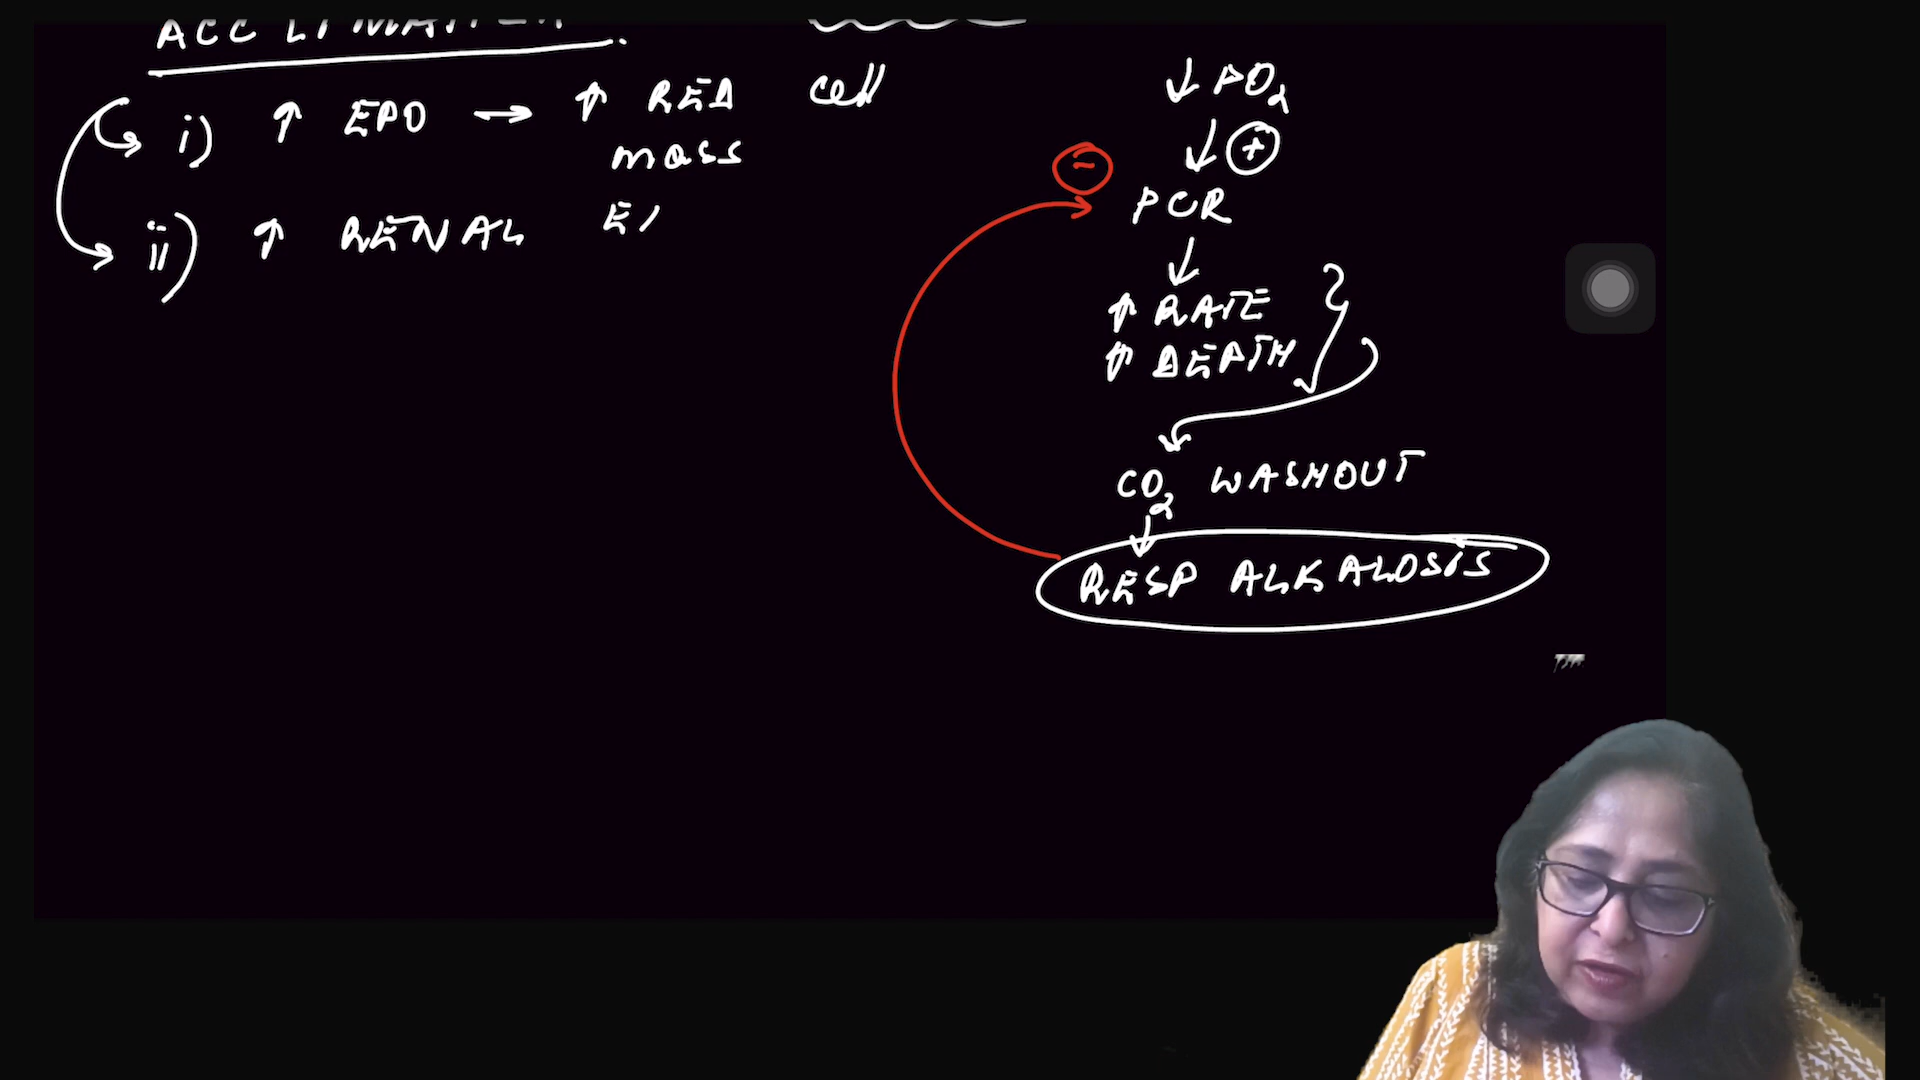 i) ↑ EPO → ↑ RED cell
mass
ii) ↑ RENAL
↓ PO₂
↓ (+)
(-)
PCR
↓
↑ RATE
↑ DEPTH
CO₂ WASHOUT
↓
RESP ALKALOSIS